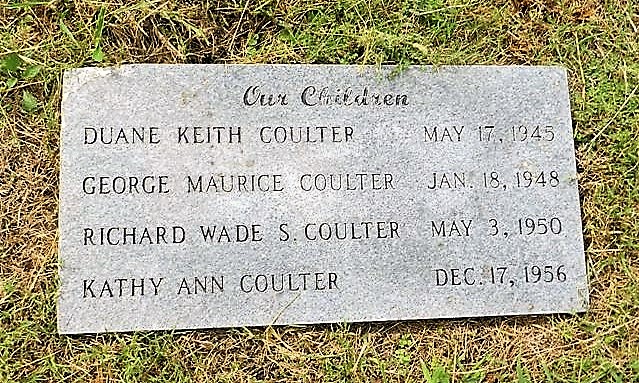 Our Children
DUANE KEITH COULTER MAY 17, 1945
GEORGE MAURICE COULTER JAN. 18, 1948
RICHARD WADE S. COULTER MAY 3, 1950
KATHY ANN COULTER DEC. 17, 1956